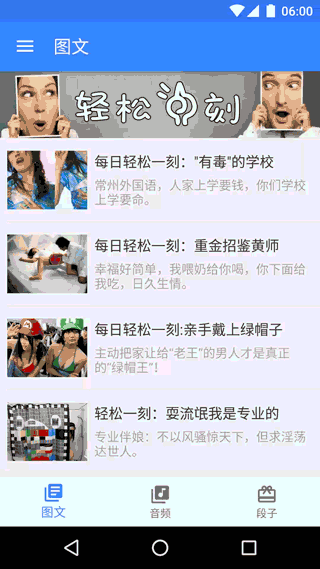 06:00
图文
轻松一刻
每日轻松一刻："有毒"的学校
常州外国语，人家上学要钱，你们学校
上学要命。
每日轻松一刻：重金招鉴黄师
幸福好简单，我喂奶给你喝，你下面给
我吃，日久生情。
每日轻松一刻:亲手戴上绿帽子
主动把家让给“老王”的男人才是真正
的“绿帽王”！
轻松一刻：耍流氓我是专业的
专业伴娘：不以风骚惊天下，但求淫荡
达世人。
图文
音频
段子